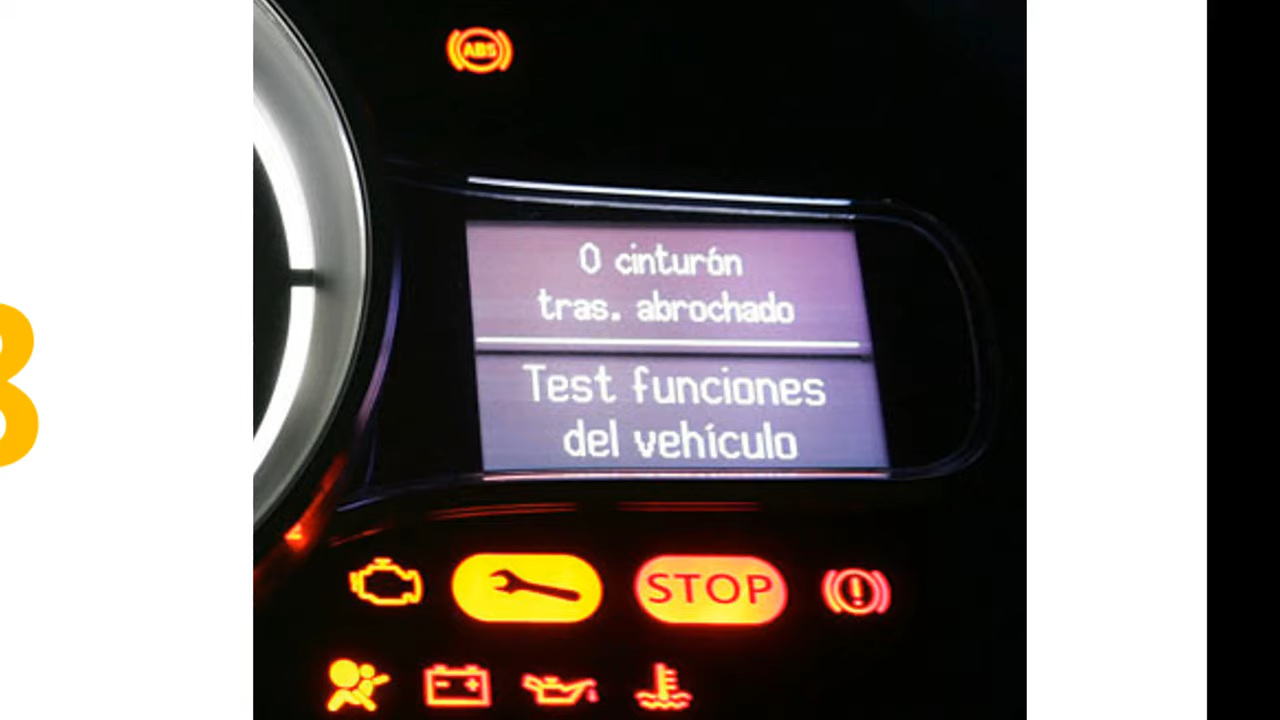 ABS
0 cinturón
tras. abrochado
Test funciones
del vehículo
STOP